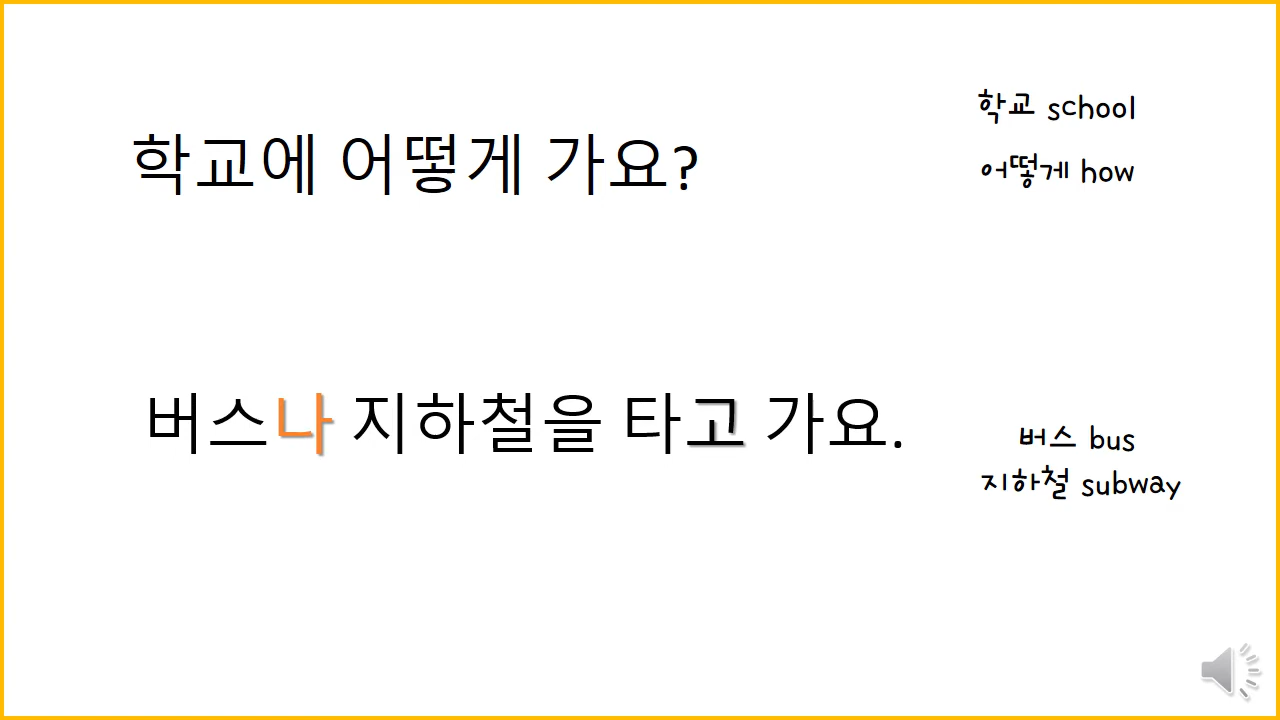 학교에 어떻게 가요?
학교 school
어떻게 how
버스나 지하철을 타고 가요.
버스 bus
지하철 subway